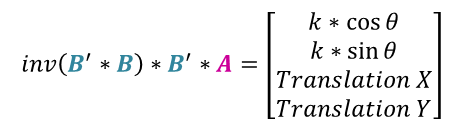 inv(B′ * B) * B′ * A =
k * cos θ
k * sin θ
Translation X
Translation Y